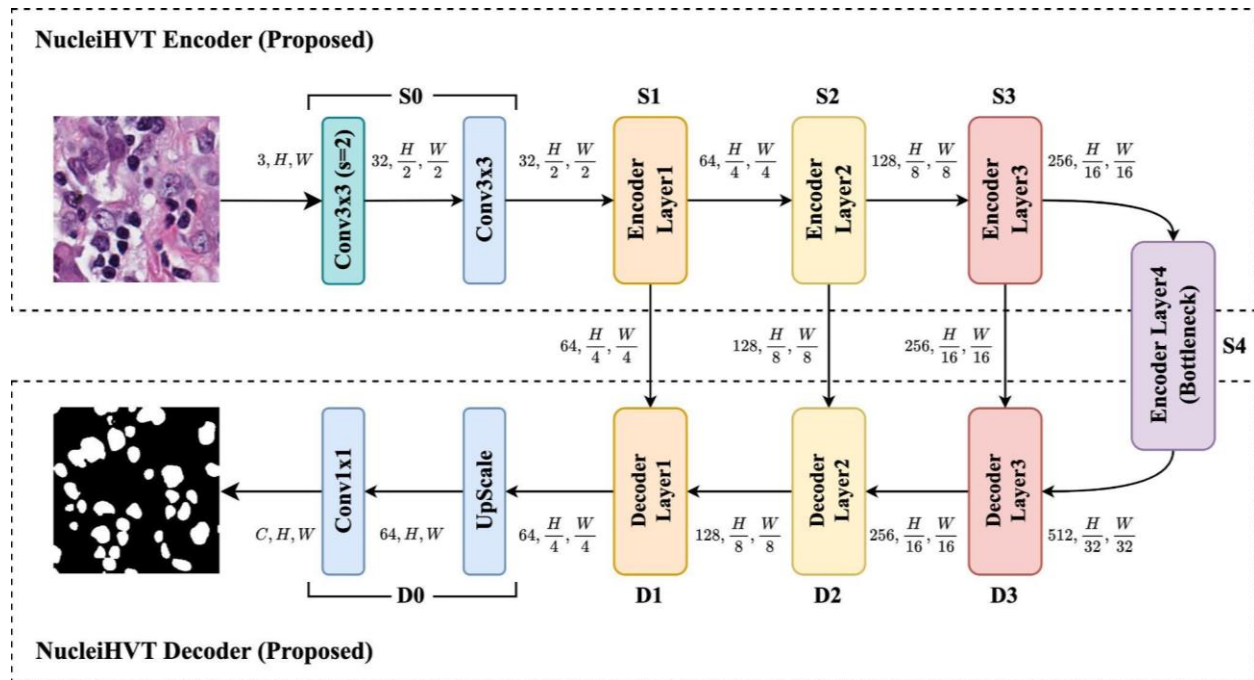 NucleiHVT Encoder (Proposed)
S0
S1
S2
S3
3, H, W
Conv3x3 (s=2)
32, H/2, W/2
Conv3x3
32, H/2, W/2
Encoder
Layer1
64, H/4, W/4
Encoder
Layer2
128, H/8, W/8
Encoder
Layer3
256, H/16, W/16
Encoder Layer4
(Bottleneck)
S4
64, H/4, W/4
128, H/8, W/8
256, H/16, W/16
Conv1x1
UpScale
Decoder
Layer1
Decoder
Layer2
Decoder
Layer3
C, H, W
64, H, W
64, H/4, W/4
128, H/8, W/8
256, H/16, W/16
512, H/32, W/32
D0
D1
D2
D3
NucleiHVT Decoder (Proposed)